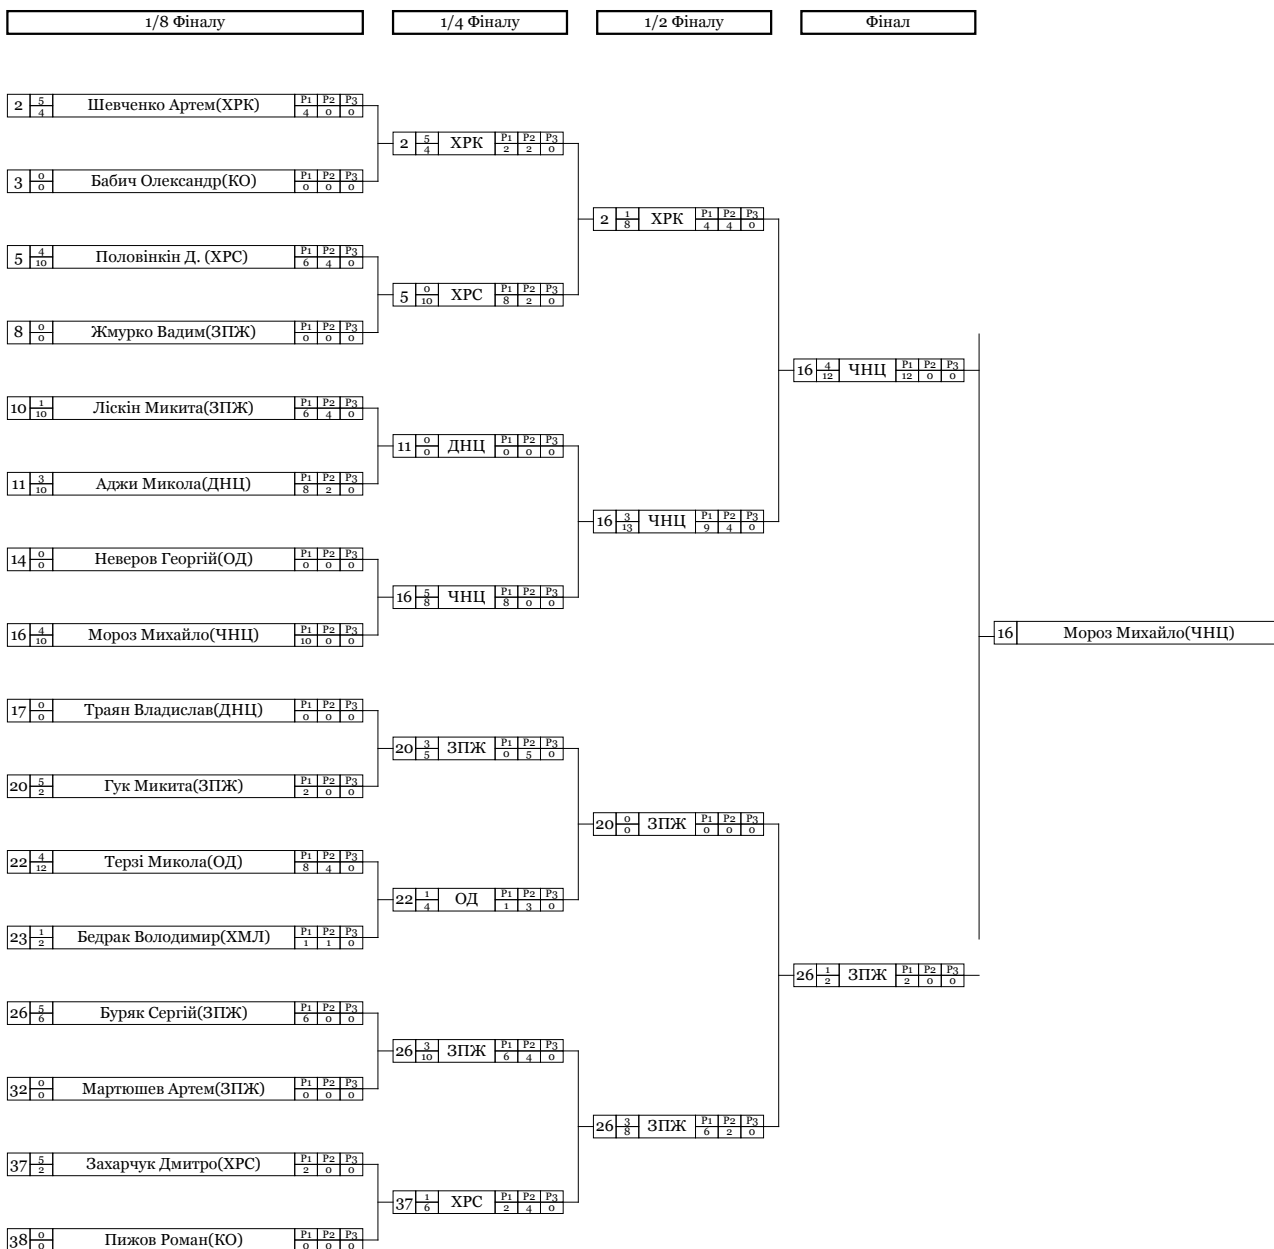 1/8 Фіналу 1/4 Фіналу 1/2 Фіналу Фінал
2 5 4 Шевченко Артем(ХРК) P1 P2 P3 4 0 0
2 5 4 ХРК P1 P2 P3 2 2 0
3 0 0 Бабич Олександр(КО) P1 P2 P3 0 0 0
2 1 8 ХРК P1 P2 P3 4 4 0
5 4 10 Половінкін Д. (ХРС) P1 P2 P3 6 4 0
5 0 10 ХРС P1 P2 P3 8 2 0
8 0 0 Жмурко Вадим(ЗПЖ) P1 P2 P3 0 0 0
16 4 12 ЧНЦ P1 P2 P3 12 0 0
10 1 10 Ліскін Микита(ЗПЖ) P1 P2 P3 6 4 0
11 0 0 ДНЦ P1 P2 P3 0 0 0
11 3 10 Аджи Микола(ДНЦ) P1 P2 P3 8 2 0
16 3 13 ЧНЦ P1 P2 P3 9 4 0
14 0 0 Неверов Георгій(ОД) P1 P2 P3 0 0 0
16 5 8 ЧНЦ P1 P2 P3 8 0 0
16 4 10 Мороз Михайло(ЧНЦ) P1 P2 P3 10 0 0
16 Мороз Михайло(ЧНЦ)
17 0 0 Траян Владислав(ДНЦ) P1 P2 P3 0 0 0
20 3 5 ЗПЖ P1 P2 P3 0 5 0
20 5 2 Гук Микита(ЗПЖ) P1 P2 P3 2 0 0
20 0 0 ЗПЖ P1 P2 P3 0 0 0
22 4 12 Терзі Микола(ОД) P1 P2 P3 8 4 0
22 1 4 ОД P1 P2 P3 1 3 0
23 1 2 Бедрак Володимир(ХМЛ) P1 P2 P3 1 1 0
26 1 2 ЗПЖ P1 P2 P3 2 0 0
26 5 6 Буряк Сергій(ЗПЖ) P1 P2 P3 6 0 0
26 3 10 ЗПЖ P1 P2 P3 6 4 0
32 0 0 Мартюшев Артем(ЗПЖ) P1 P2 P3 0 0 0
26 3 8 ЗПЖ P1 P2 P3 6 2 0
37 5 2 Захарчук Дмитро(ХРС) P1 P2 P3 2 0 0
37 1 6 ХРС P1 P2 P3 2 4 0
38 0 0 Пижов Роман(КО) P1 P2 P3 0 0 0